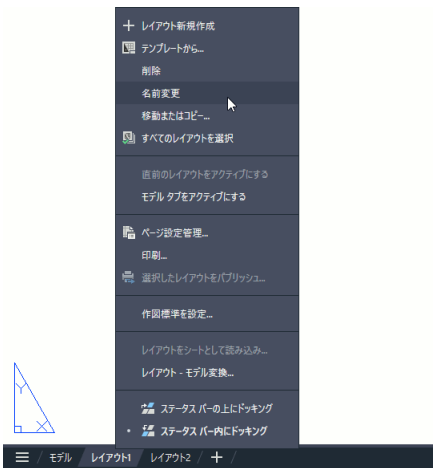 レイアウト新規作成
テンプレートから...
削除
名前変更
移動またはコピー...
すべてのレイアウトを選択
直前のレイアウトをアクティブにする
モデル タブをアクティブにする
ページ設定管理...
印刷...
選択したレイアウトをパブリッシュ...
作図標準を設定...
レイアウトをシートとして読み込み...
レイアウト - モデル変換...
ステータス バーの上にドッキング
ステータス バー内にドッキング
Y
X
モデル / レイアウト1 / レイアウト2 / + /